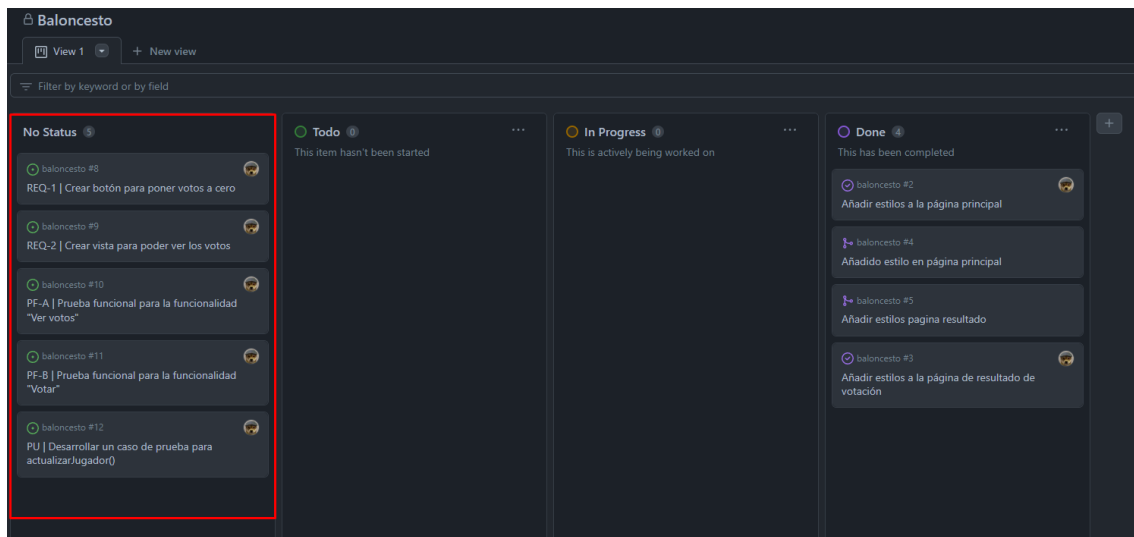 Baloncesto
View 1
+ New view
Filter by keyword or by field
No Status 5
baloncesto #8
REQ-1 | Crear botón para poner votos a cero
baloncesto #9
REQ-2 | Crear vista para poder ver los votos
baloncesto #10
PF-A | Prueba funcional para la funcionalidad
"Ver votos"
baloncesto #11
PF-B | Prueba funcional para la funcionalidad
"Votar"
baloncesto #12
PU | Desarrollar un caso de prueba para
actualizarJugador()
Todo 0
This item hasn't been started
In Progress 0
This is actively being worked on
Done 4
This has been completed
baloncesto #2
Añadir estilos a la página principal
baloncesto #4
Añadido estilo en página principal
baloncesto #5
Añadir estilos pagina resultado
baloncesto #3
Añadir estilos a la página de resultado de
votación